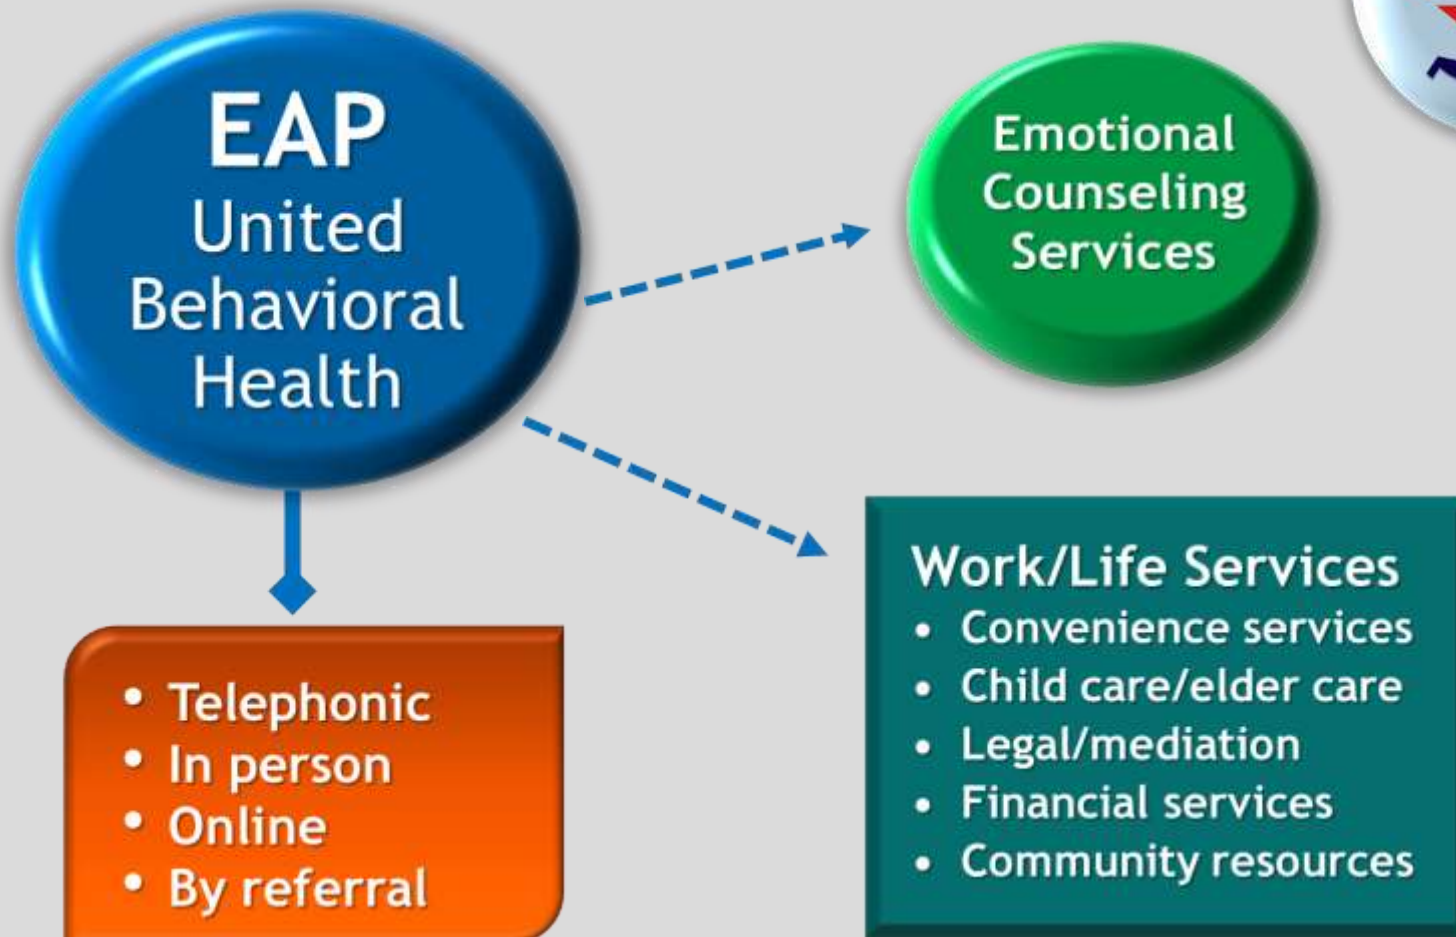 EAP
United
Behavioral
Health
Emotional
Counseling
Services
• Telephonic
• In person
• Online
• By referral
Work/Life Services
• Convenience services
• Child care/elder care
• Legal/mediation
• Financial services
• Community resources